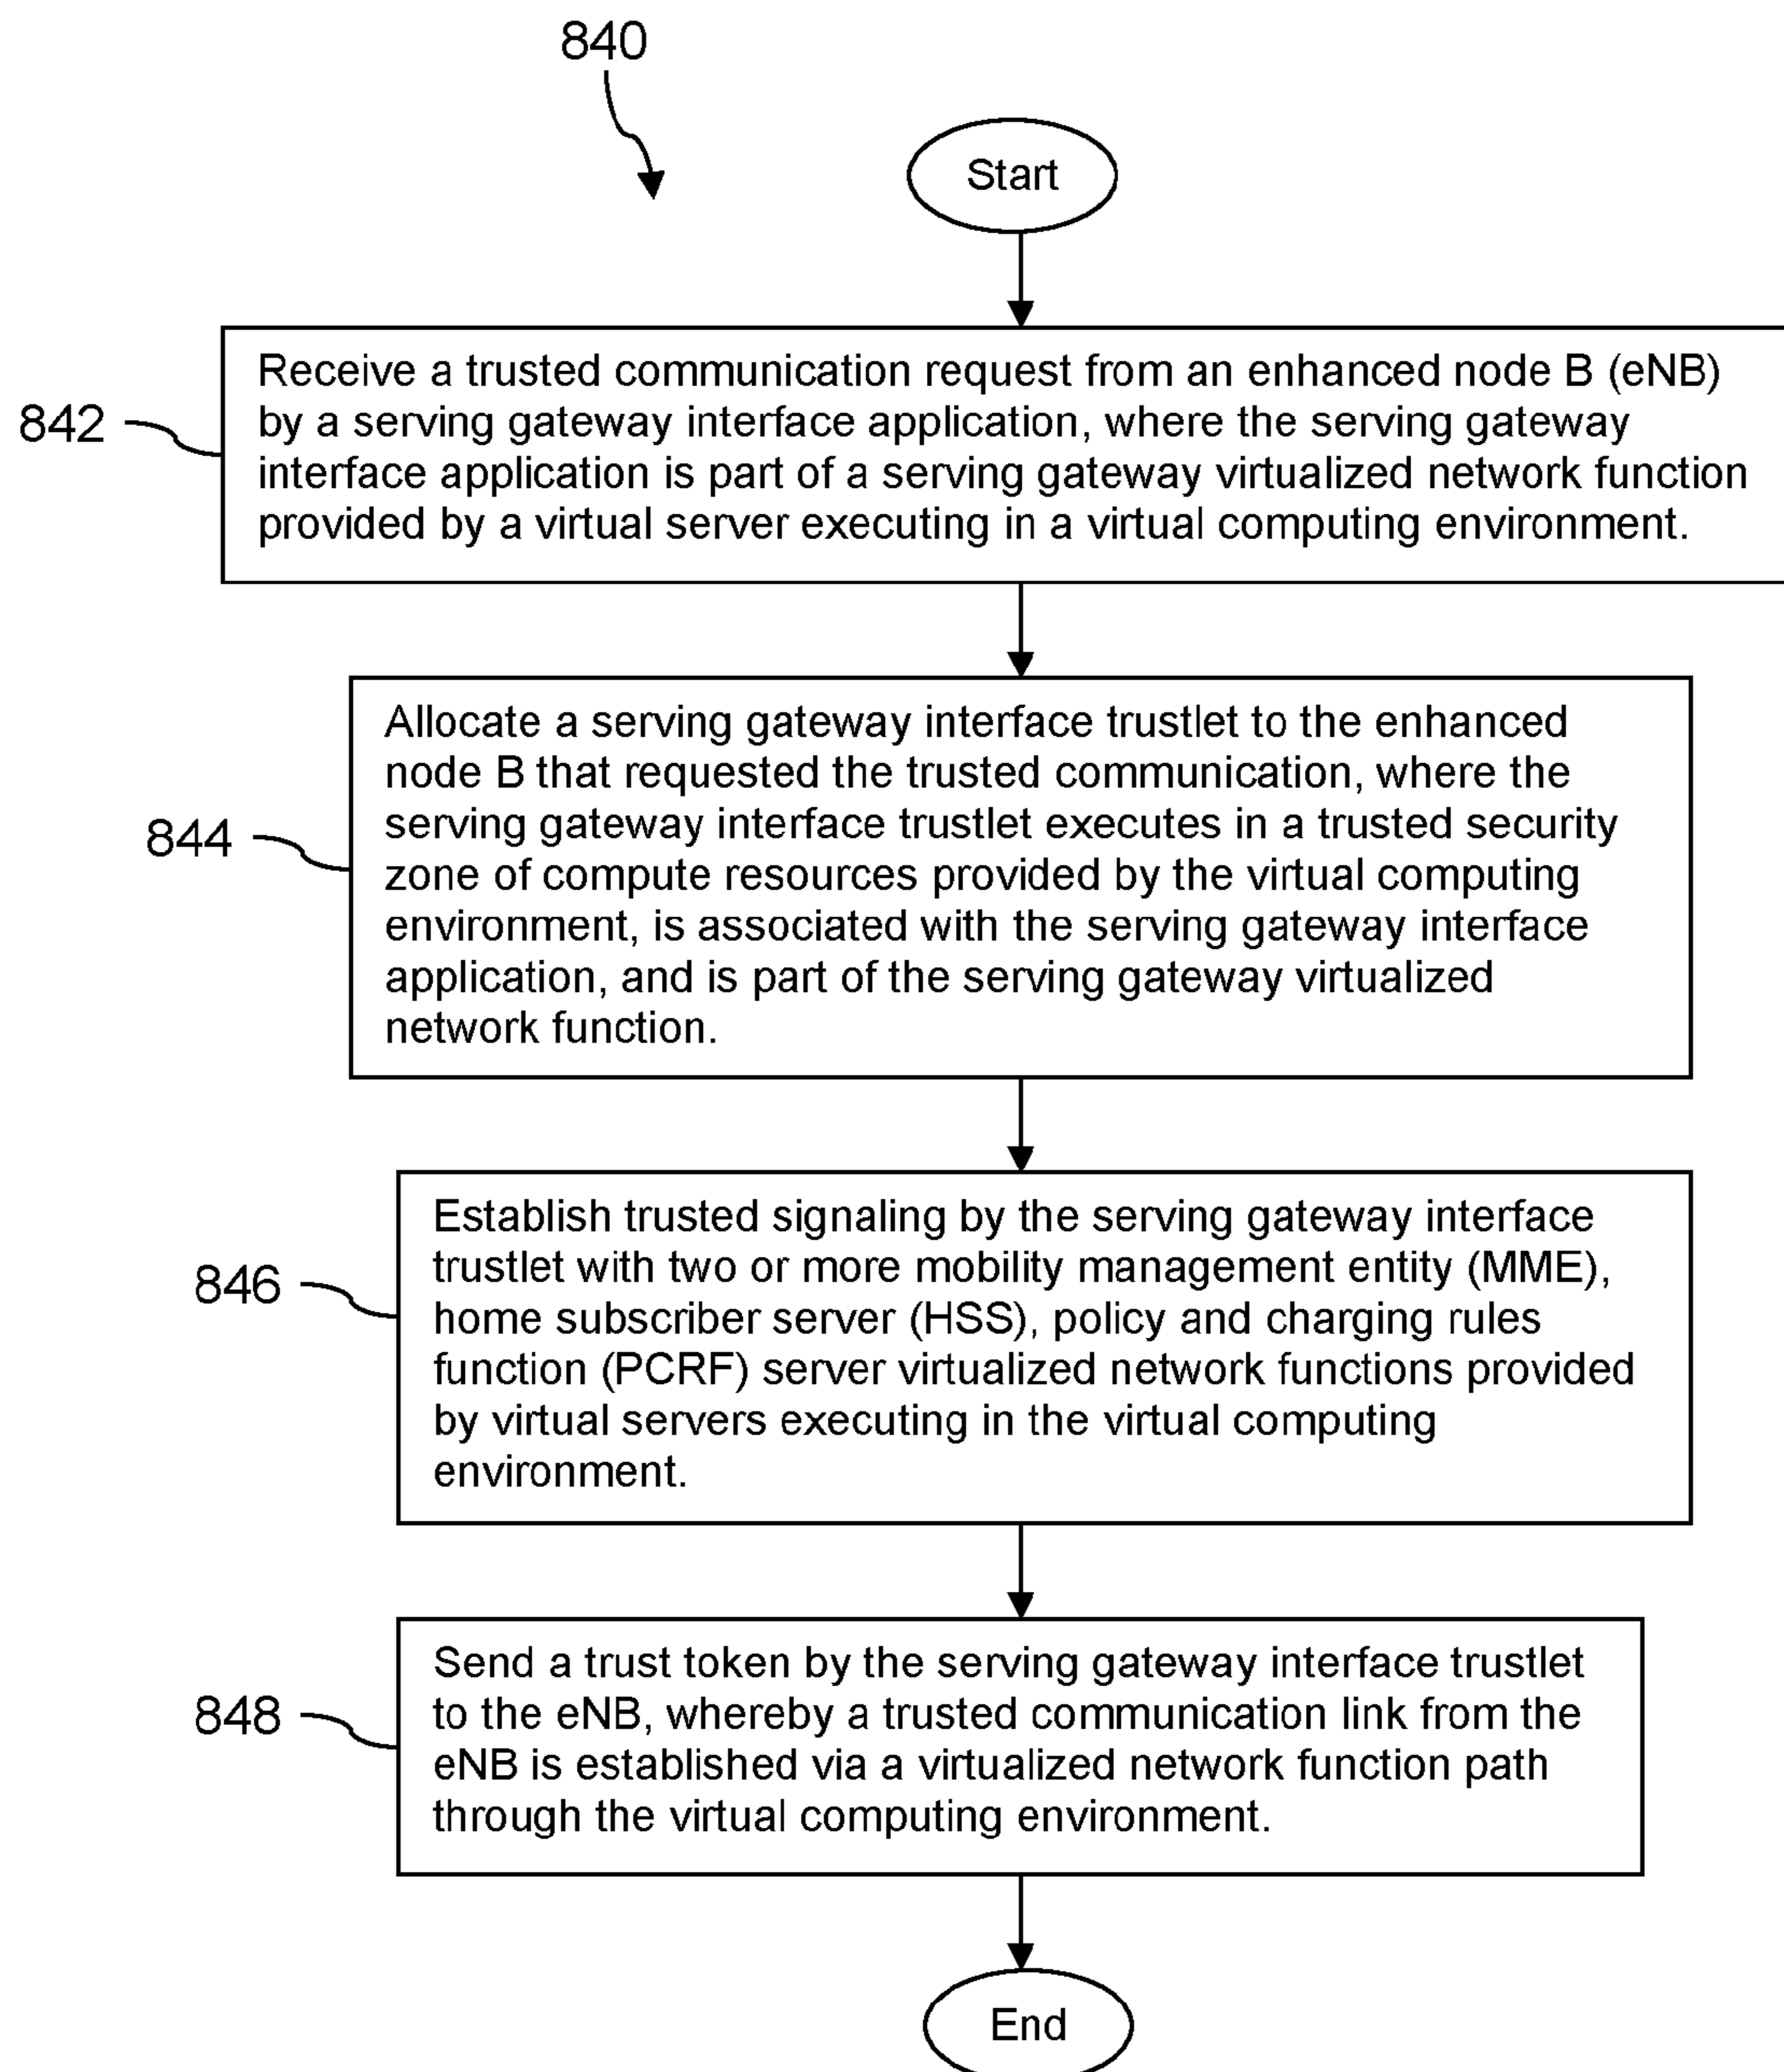 840
Start
842
Receive a trusted communication request from an enhanced node B (eNB)
by a serving gateway interface application, where the serving gateway
interface application is part of a serving gateway virtualized network function
provided by a virtual server executing in a virtual computing environment.
844
Allocate a serving gateway interface trustlet to the enhanced
node B that requested the trusted communication, where the
serving gateway interface trustlet executes in a trusted security
zone of compute resources provided by the virtual computing
environment, is associated with the serving gateway interface
application, and is part of the serving gateway virtualized
network function.
846
Establish trusted signaling by the serving gateway interface
trustlet with two or more mobility management entity (MME),
home subscriber server (HSS), policy and charging rules
function (PCRF) server virtualized network functions provided
by virtual servers executing in the virtual computing
environment.
848
Send a trust token by the serving gateway interface trustlet
to the eNB, whereby a trusted communication link from the
eNB is established via a virtualized network function path
through the virtual computing environment.
End